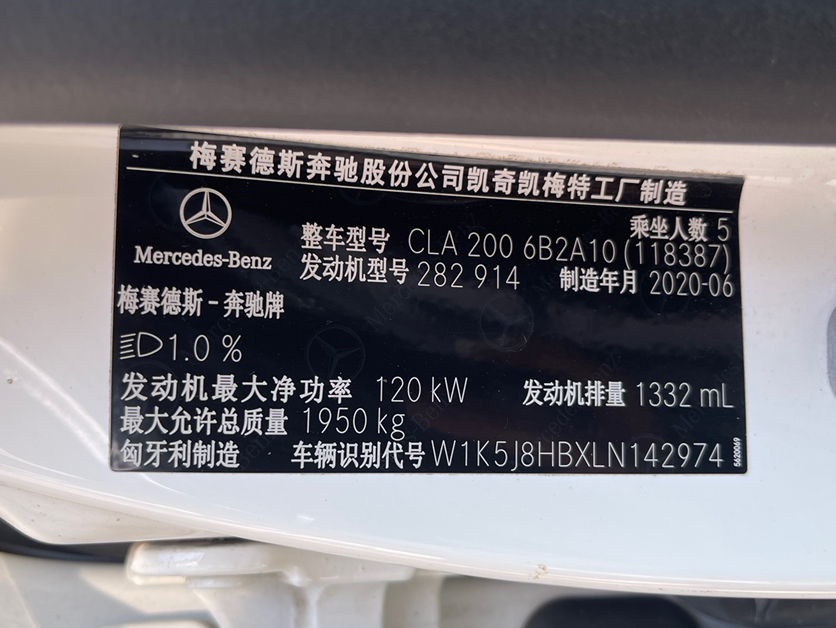 梅赛德斯奔驰股份公司凯奇凯梅特工厂制造
乘坐人数 5
Mercedes-Benz
整车型号 CLA 200 6B2A10 (118387)
发动机型号 282 914 制造年月 2020-06
梅赛德斯-奔驰牌
1.0 %
发动机最大净功率 120 kW 发动机排量 1332 mL
最大允许总质量 1950 kg
匈牙利制造 车辆识别代号 W1K5J8HBXLN142974
5620069